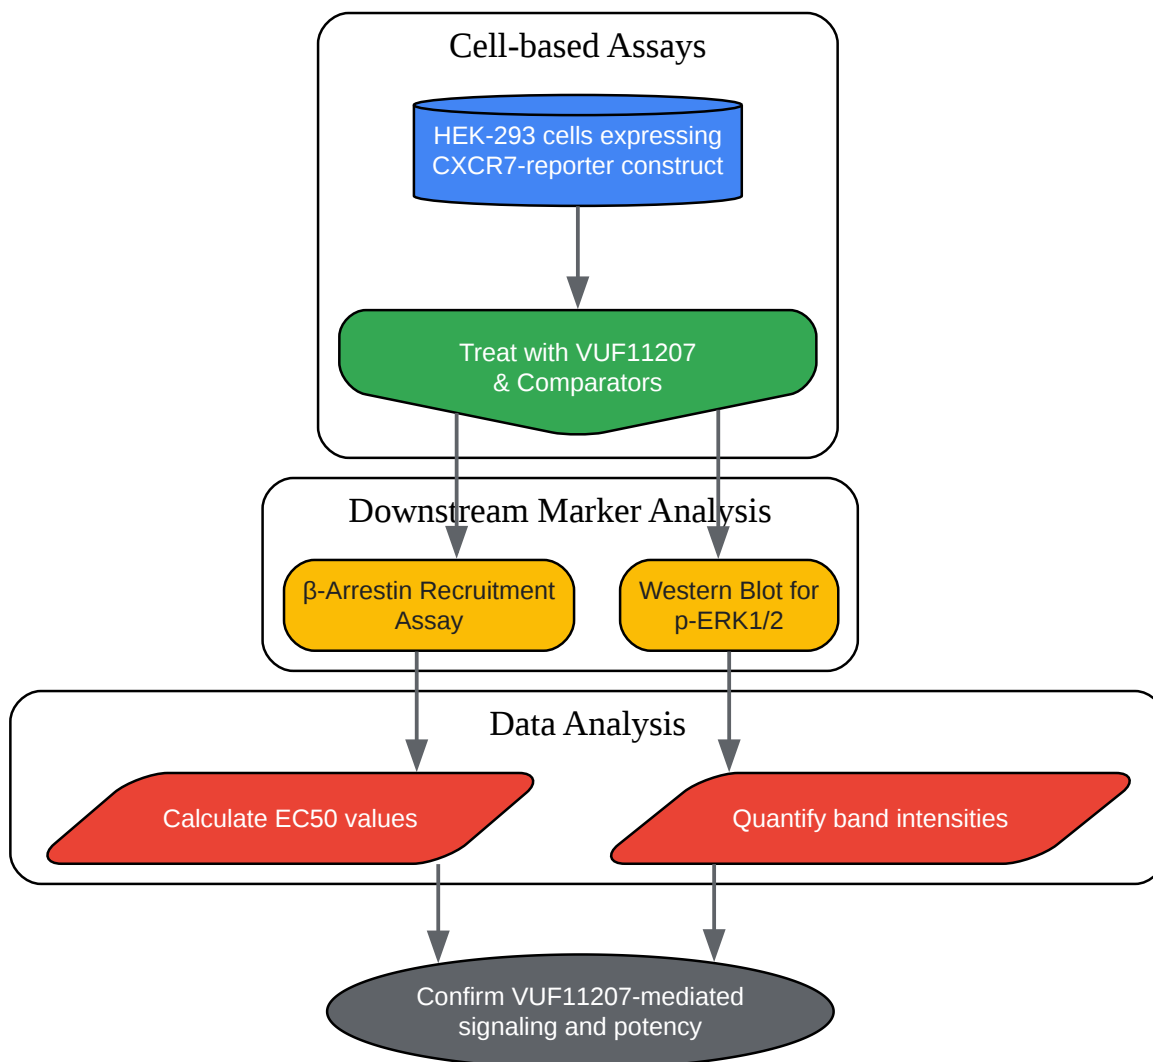 Cell-based Assays
HEK-293 cells expressing
CXCR7-reporter construct
Treat with VUF11207
& Comparators
Downstream Marker Analysis
β-Arrestin Recruitment
Assay
Western Blot for
p-ERK1/2
Data Analysis
Calculate EC50 values
Quantify band intensities
Confirm VUF11207-mediated
signaling and potency